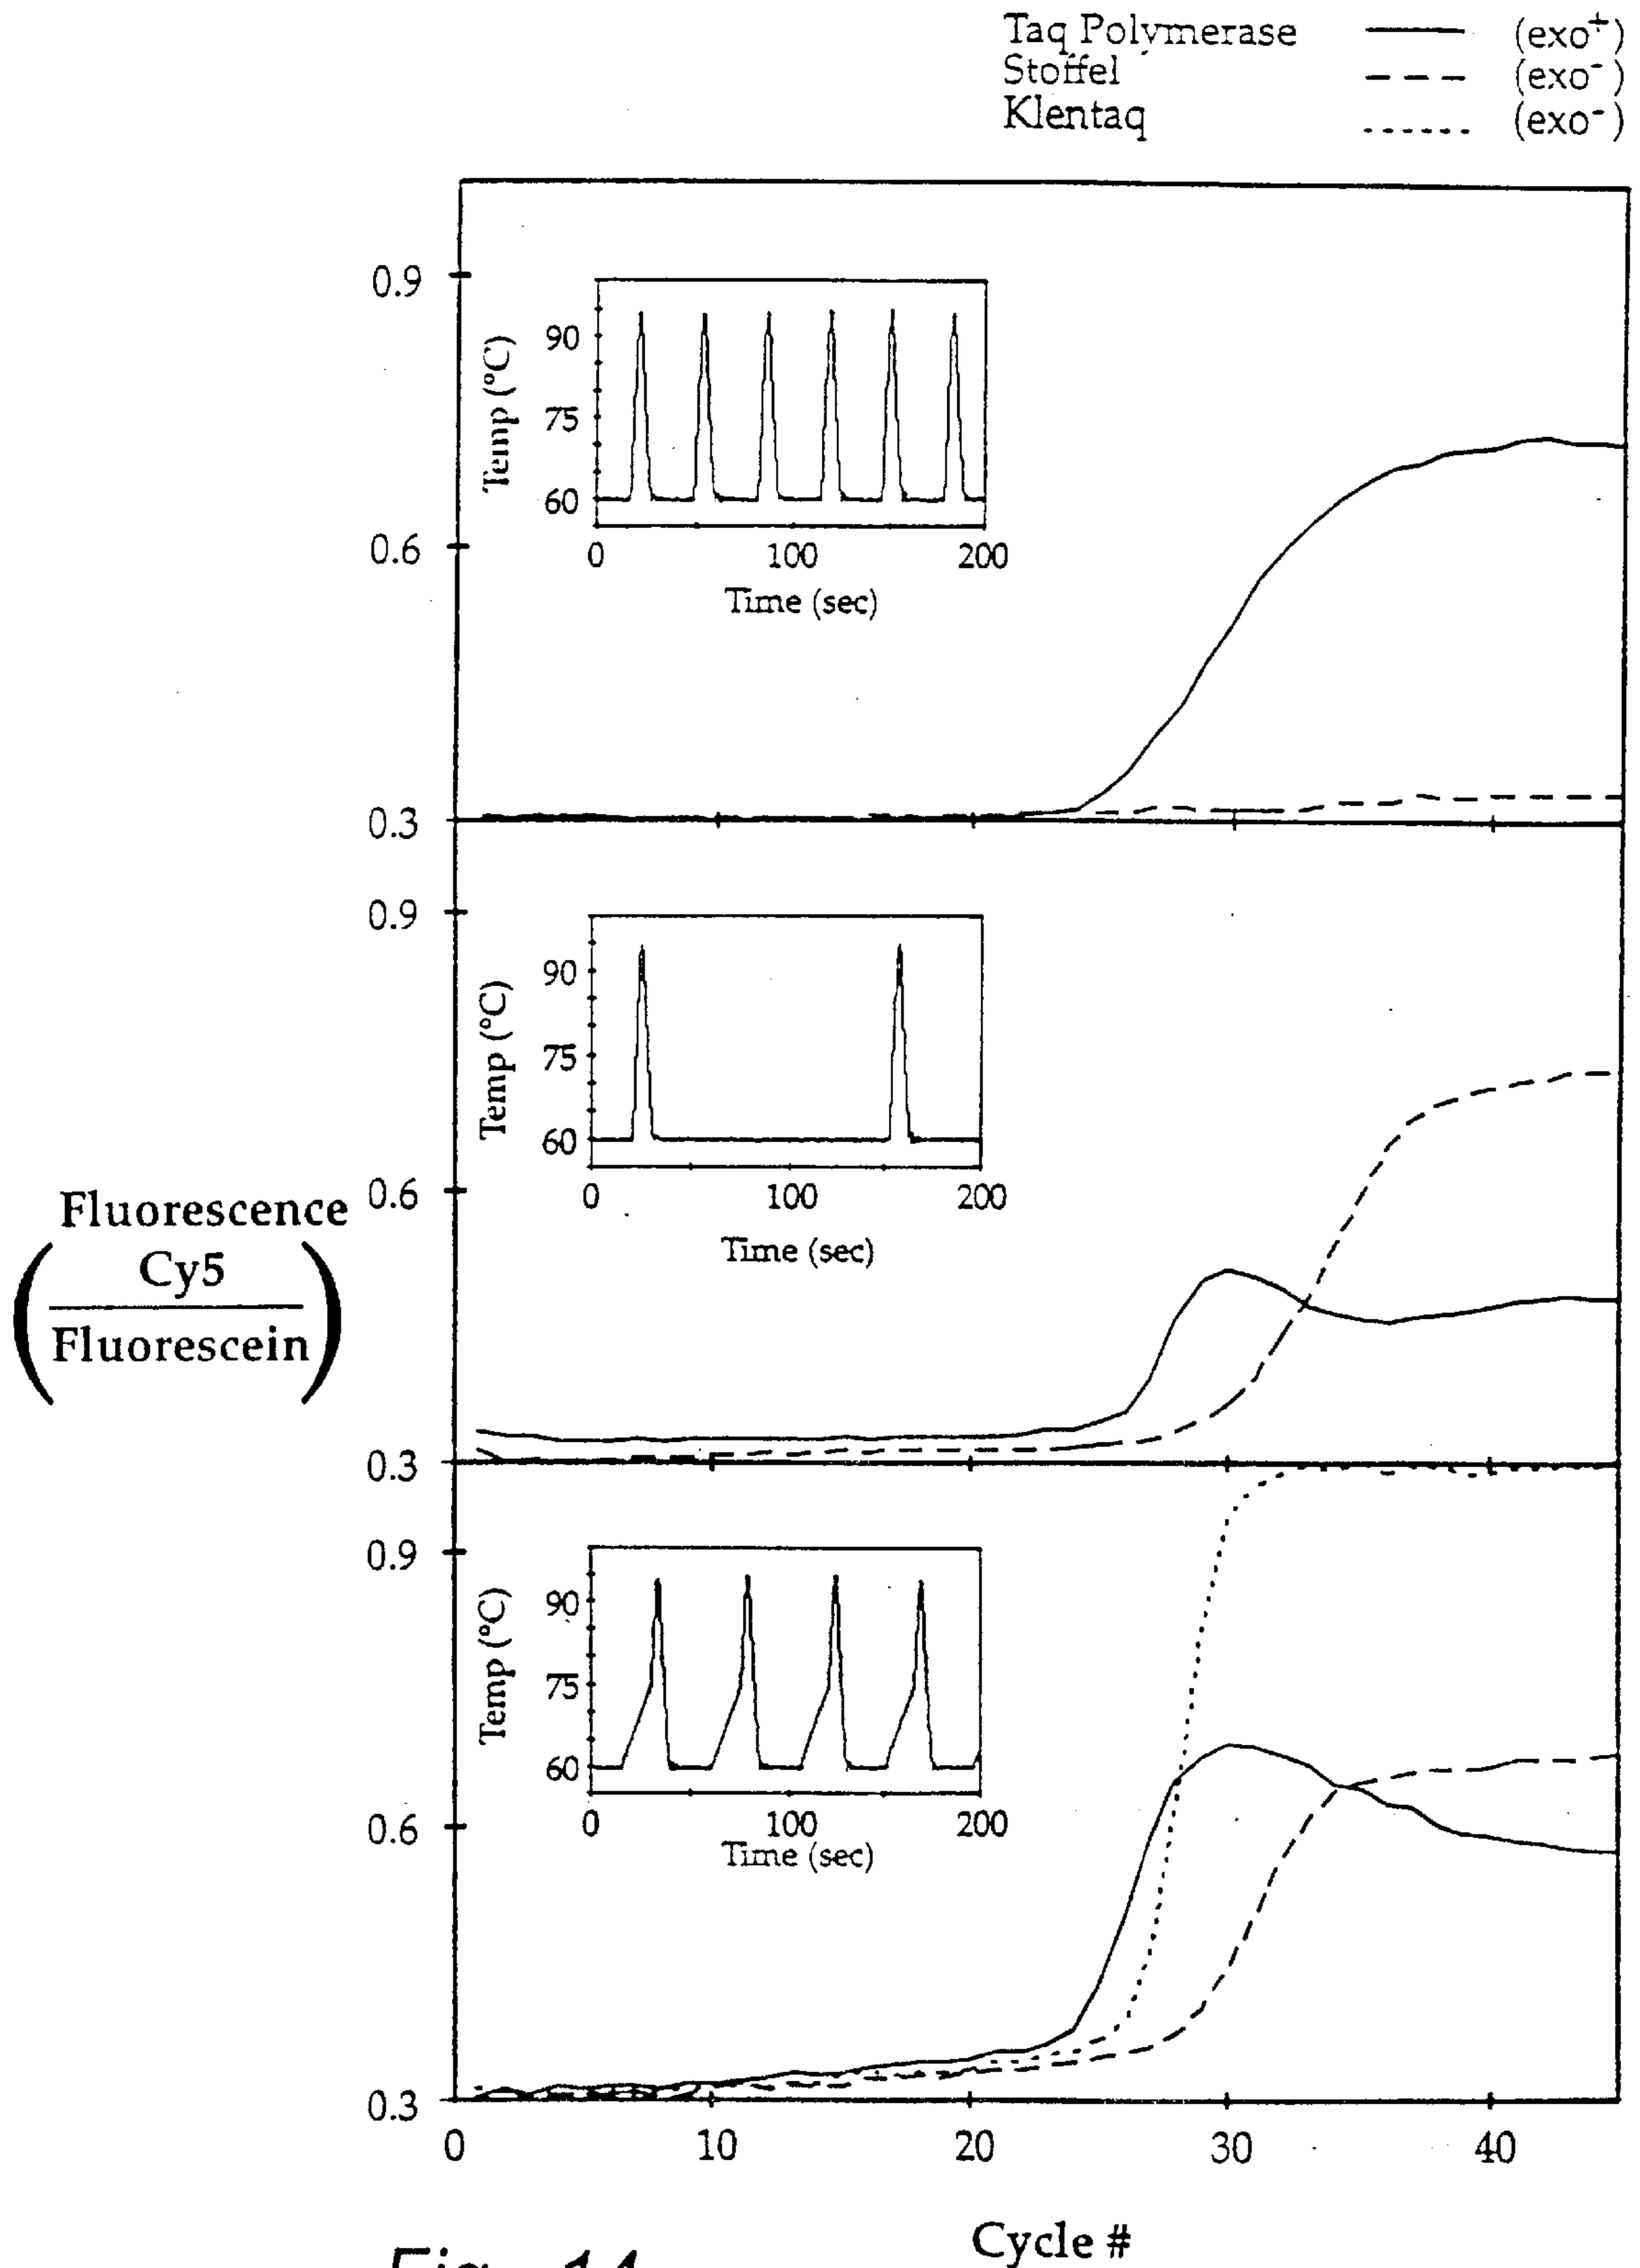 Taq Polymerase (exo+)
Stoffel (exo-)
Klentaq (exo-)
0.9
90
75
60
Temp (°C)
0 100 200
Time (sec)
0.6
0.3
0.9
90
75
60
Temp (°C)
0 100 200
Time (sec)
0.6
Fluorescence
( Cy5
Fluorescein )
0.3
0.9
90
75
60
Temp (°C)
0 100 200
Time (sec)
0.6
0.3
0 10 20 30 40
Cycle #
Fig. 14